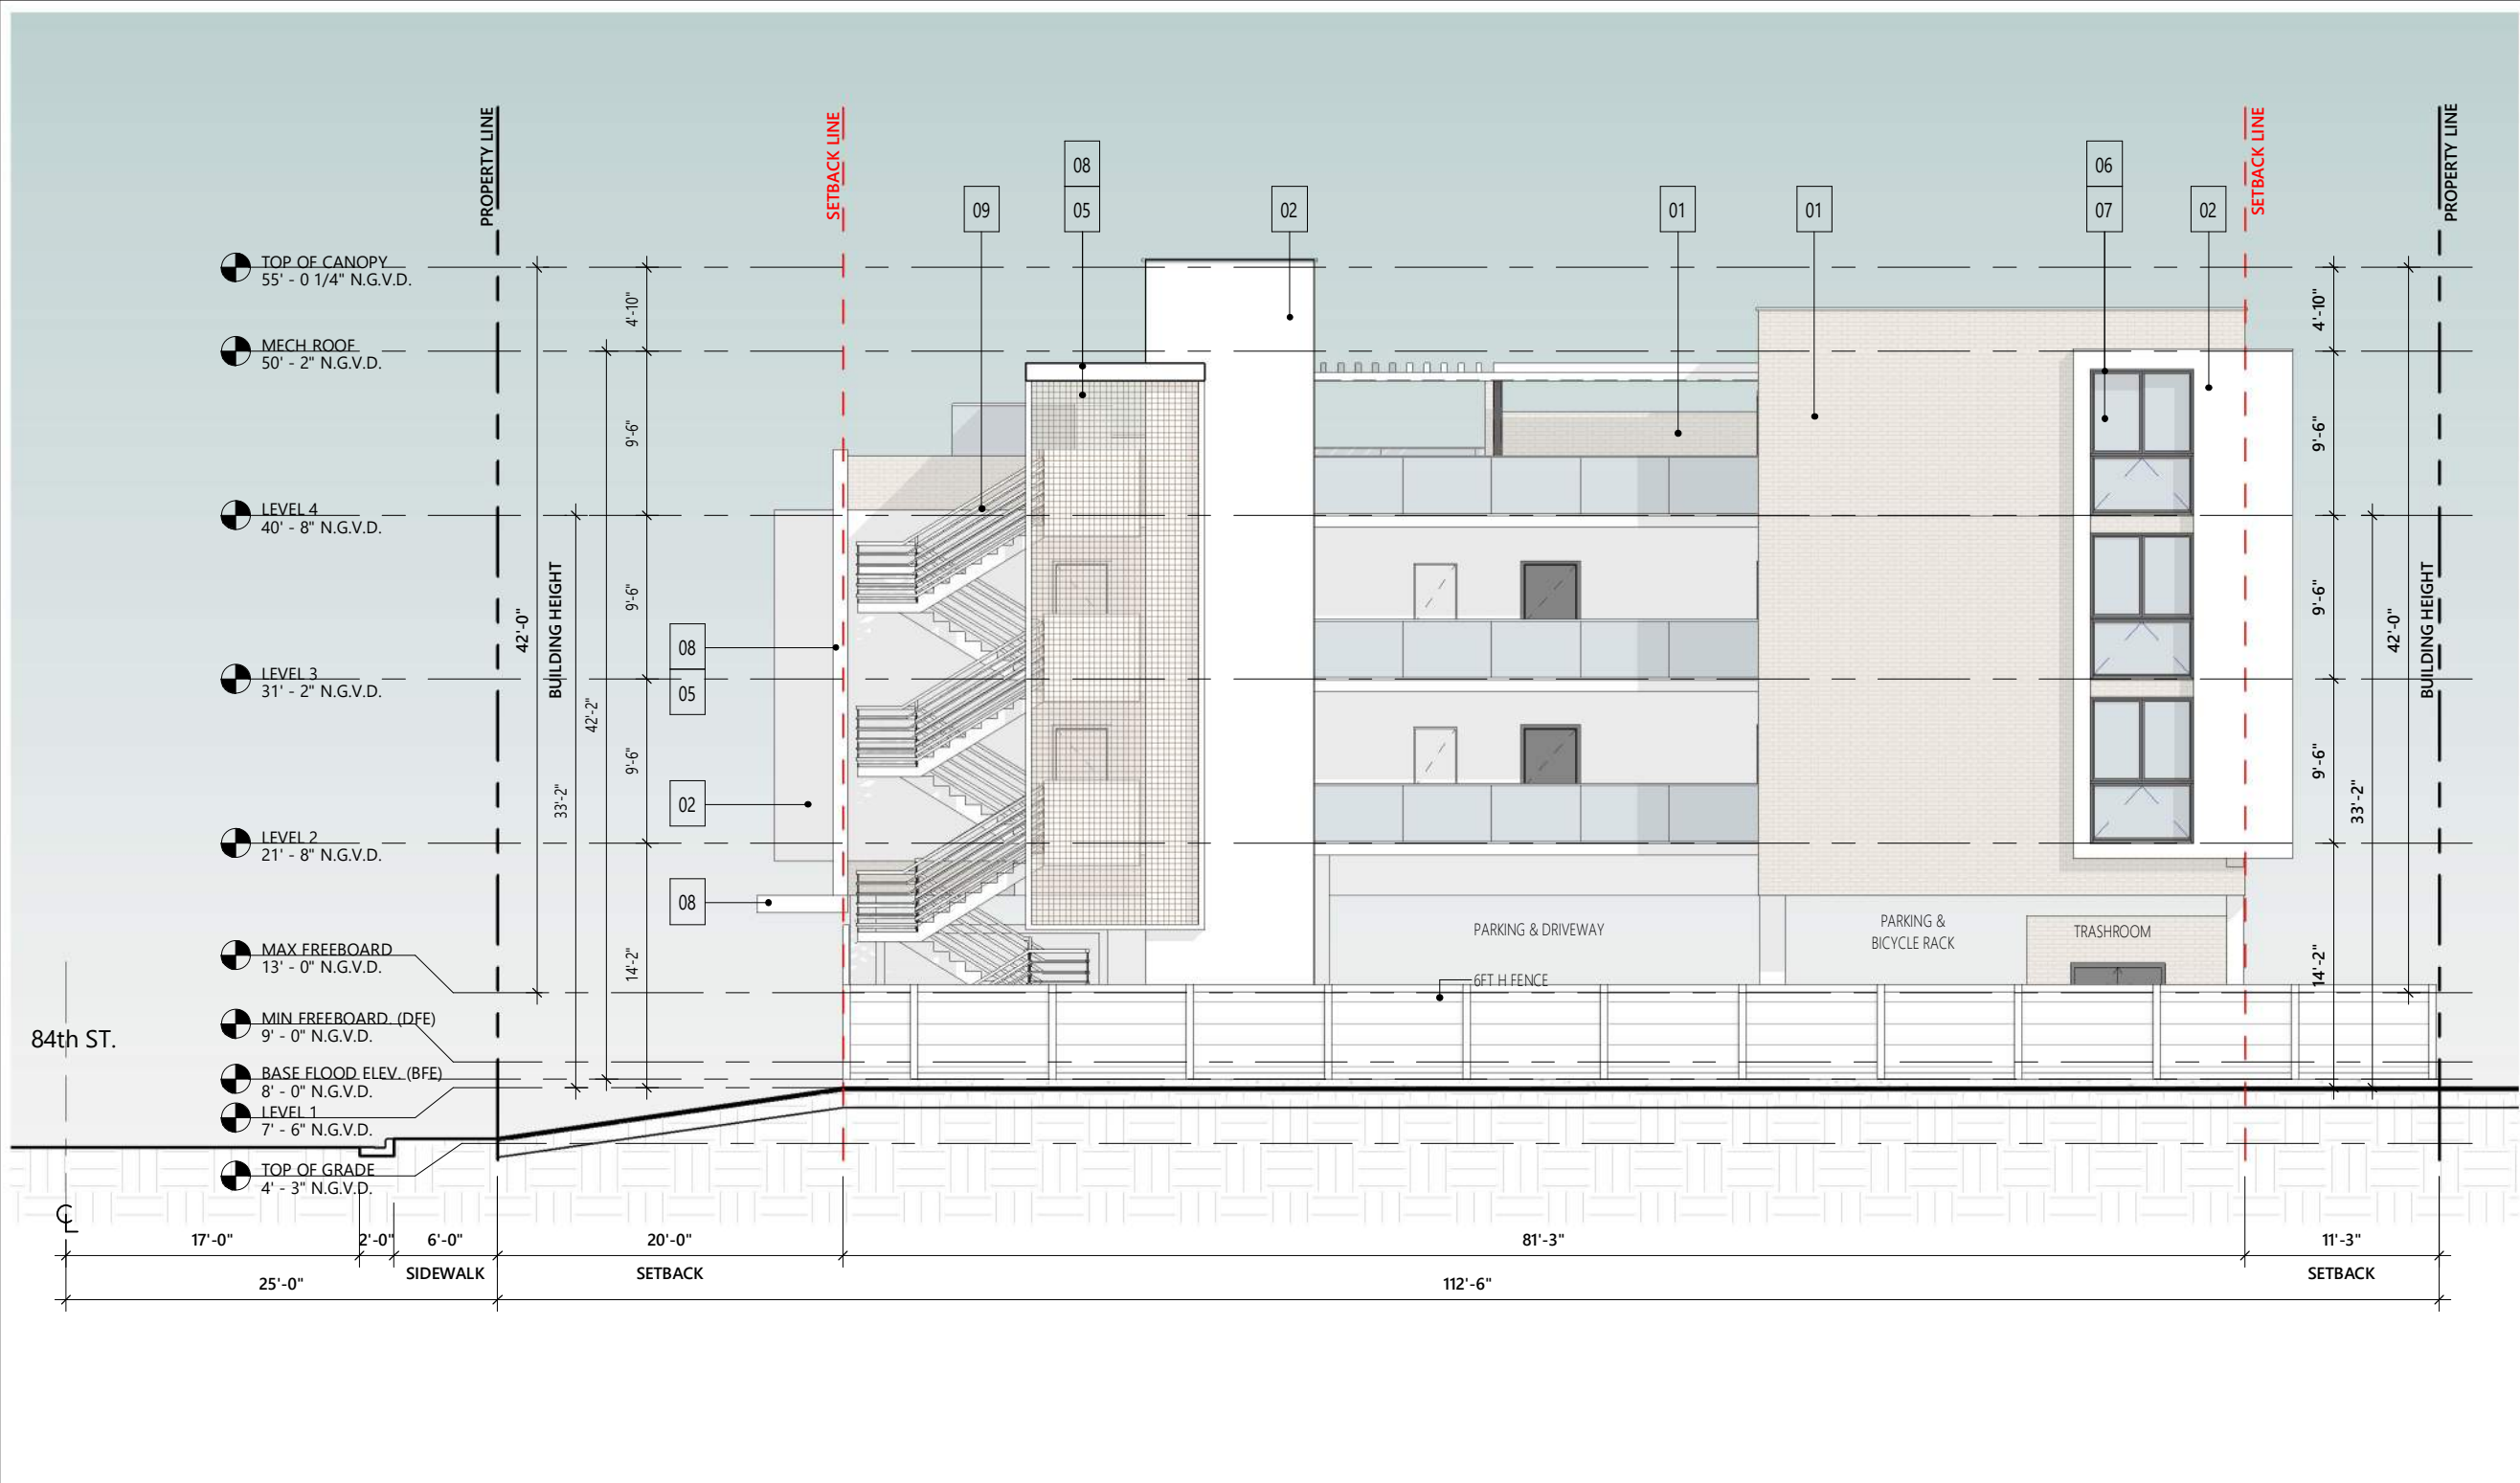 PROPERTY LINE
SETBACK LINE
SETBACK LINE
PROPERTY LINE
08
05
09
02
01
01
06
07
02
TOP OF CANOPY
55' - 0 1/4" N.G.V.D.
MECH ROOF
50' - 2" N.G.V.D.
LEVEL 4
40' - 8" N.G.V.D.
LEVEL 3
31' - 2" N.G.V.D.
LEVEL 2
21' - 8" N.G.V.D.
MAX FREEBOARD
13' - 0" N.G.V.D.
MIN FREEBOARD. (DFE)
9' - 0" N.G.V.D.
BASE FLOOD ELEV. (BFE)
8' - 0" N.G.V.D.
LEVEL 1
7' - 6" N.G.V.D.
TOP OF GRADE
4' - 3" N.G.V.D.
84th ST.
42'-0"
BUILDING HEIGHT
33'-2"
42'-2"
4'-10"
9'-6"
9'-6"
9'-6"
14'-2"
08
05
02
08
PARKING & DRIVEWAY
PARKING &
BICYCLE RACK
TRASHROOM
6FT H FENCE
4'-10"
9'-6"
9'-6"
9'-6"
14'-2"
33'-2"
42'-0"
BUILDING HEIGHT
17'-0"
2'-0"
6'-0"
20'-0"
81'-3"
11'-3"
SIDEWALK
SETBACK
SETBACK
25'-0"
112'-6"